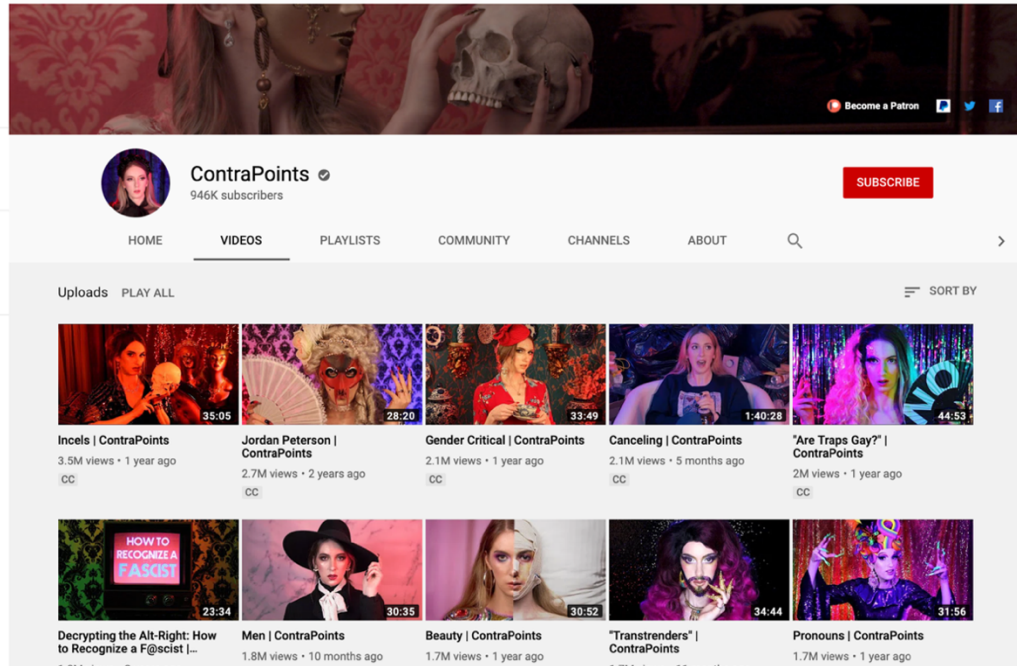 Become a Patron
ContraPoints
946K subscribers
SUBSCRIBE
HOME VIDEOS PLAYLISTS COMMUNITY CHANNELS ABOUT
Uploads PLAY ALL SORT BY
35:05
28:20
33:49
1:40:28
NO
44:53
Incels | ContraPoints
3.5M views • 1 year ago
CC
Jordan Peterson |
ContraPoints
2.7M views • 2 years ago
CC
Gender Critical | ContraPoints
2.1M views • 1 year ago
CC
Canceling | ContraPoints
2.1M views • 5 months ago
CC
"Are Traps Gay?" |
ContraPoints
2M views • 1 year ago
CC
HOW TO
RECOGNIZE A
FASCIST
23:34
30:35
30:52
34:44
31:56
Decrypting the Alt-Right: How
to Recognize a F@scist |...
Men | ContraPoints
1.8M views • 10 months ago
Beauty | ContraPoints
1.7M views • 1 year ago
"Transtrenders" |
ContraPoints
Pronouns | ContraPoints
1.7M views • 1 year ago